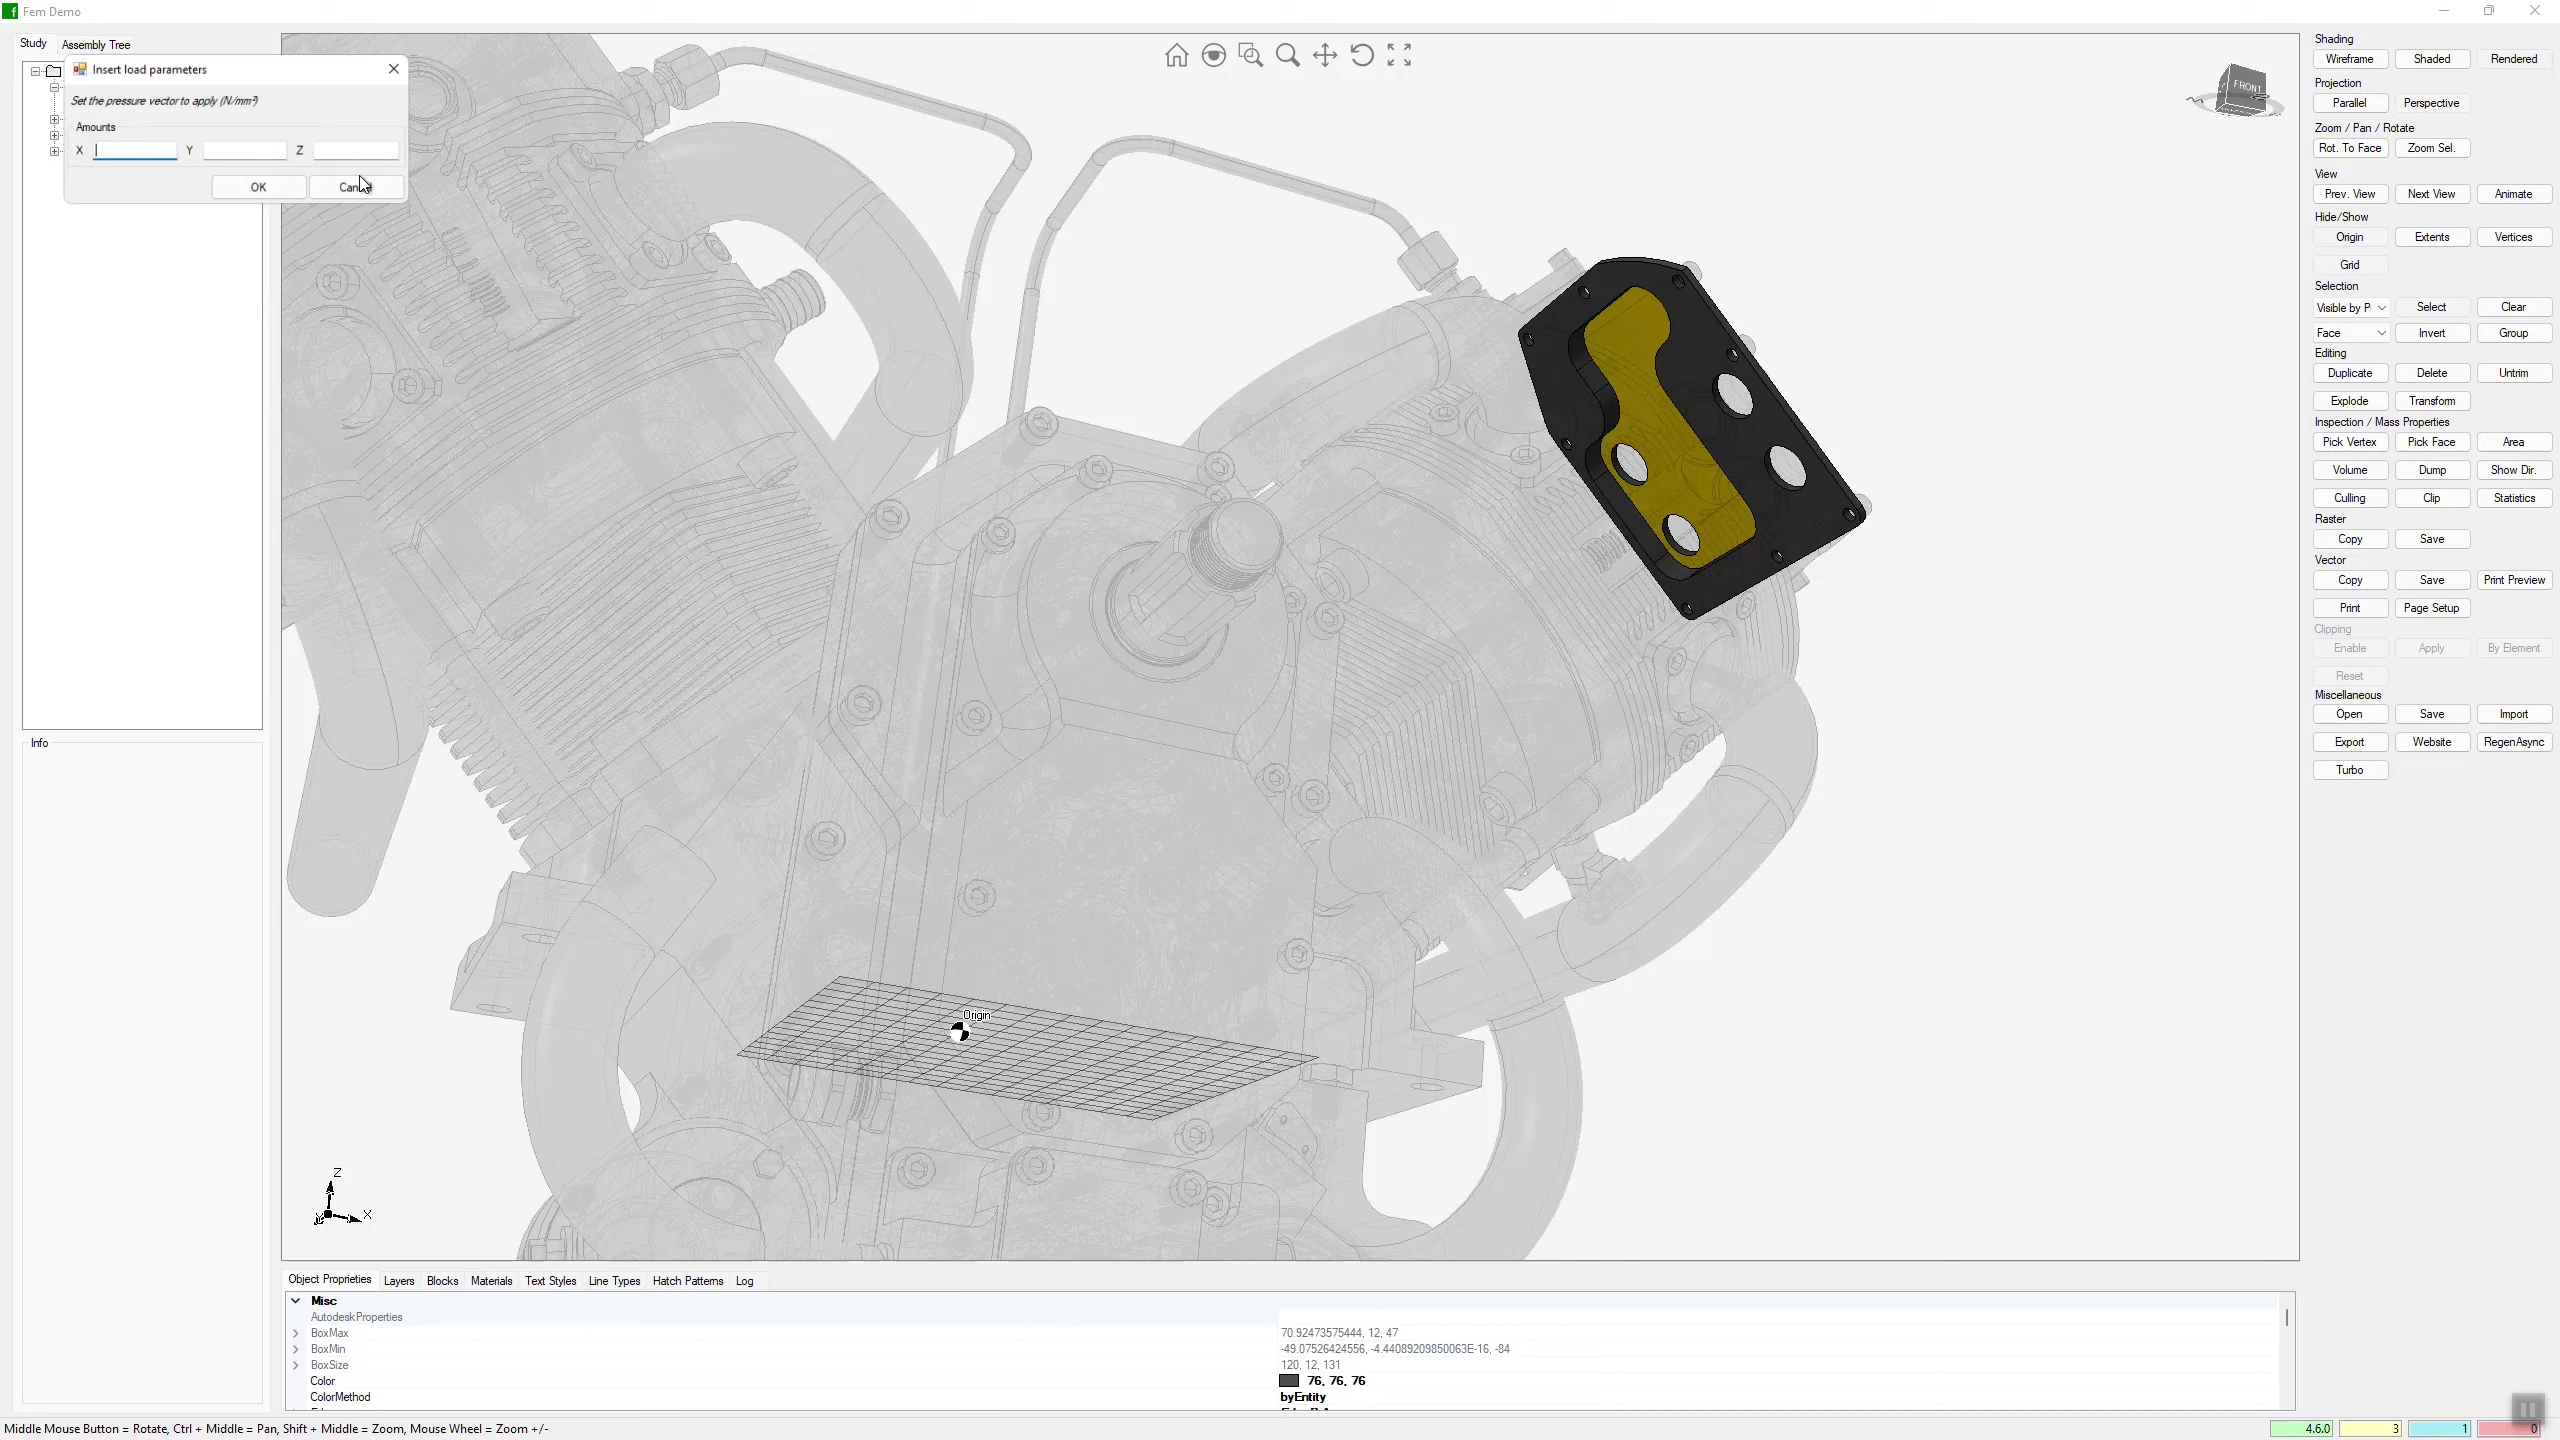 Fem Demo
Study
Assembly Tree
Insert load parameters
Set the pressure vector to apply (N/mm²)
Amounts
X
Y
Z
OK
Info
Origin
Z
X
FRONT
Shading
Wireframe
Shaded
Rendered
Projection
Parallel
Perspective
Zoom / Pan / Rotate
Rot. To Face
Zoom Sel.
View
Prev. View
Next View
Animate
Hide/Show
Origin
Extents
Vertices
Grid
Selection
Visible by P
Select
Clear
Face
Invert
Group
Editing
Duplicate
Delete
Untrim
Explode
Transform
Inspection / Mass Properties
Pick Vertex
Pick Face
Area
Volume
Dump
Show Dir.
Culling
Clip
Statistics
Raster
Copy
Save
Vector
Copy
Save
Print Preview
Print
Page Setup
Clipping
Enable
Apply
By Element
Reset
Miscellaneous
Open
Save
Import
Export
Website
RegenAsync
Turbo
Object Proprieties
Layers
Blocks
Materials
Text Styles
Line Types
Hatch Patterns
Log
Misc
AutodeskProperties
BoxMax 70.92473575444, 12, 47
BoxMin -49.07526424556, -4.44089209850063E-16, -84
BoxSize 120, 12, 131
Color 76, 76, 76
ColorMethod byEntity
Middle Mouse Button = Rotate, Ctrl + Middle = Pan, Shift + Middle = Zoom, Mouse Wheel = Zoom +/-
4.6.0
3
1
0